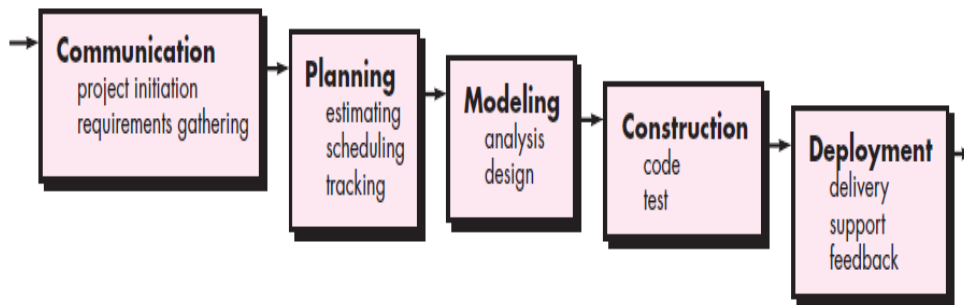 Communication
project initiation
requirements gathering
Planning
estimating
scheduling
tracking
Modeling
analysis
design
Construction
code
test
Deployment
delivery
support
feedback